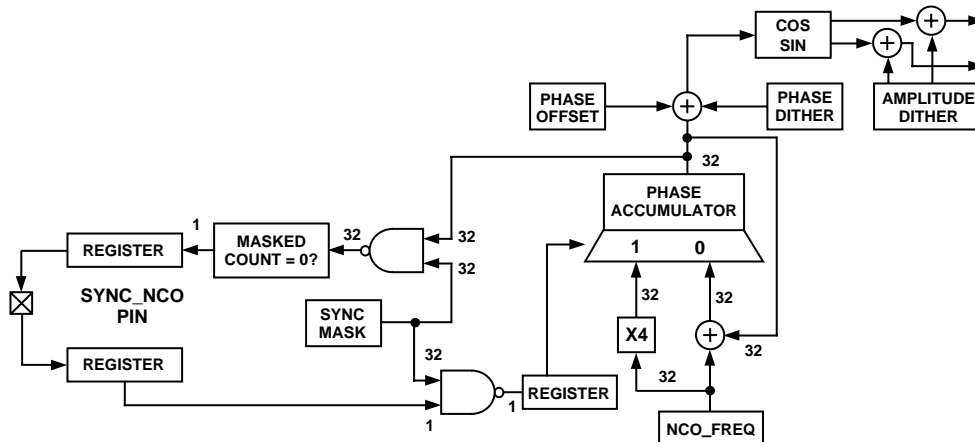 COS
SIN
PHASE
OFFSET
PHASE
DITHER
AMPLITUDE
DITHER
32
PHASE
ACCUMULATOR
1 0
1
REGISTER
MASKED
COUNT = 0?
32
32
32
SYNC_NCO
PIN
SYNC
MASK
32
32
X4
32
REGISTER
32
32
1
1
REGISTER
NCO_FREQ